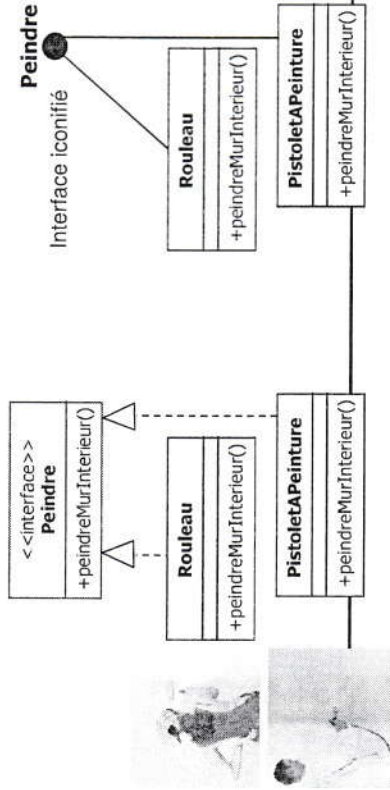 <<interface>>
Peindre
+peindreMurInterieur()
Rouleau
+peindreMurInterieur()
PistoletAPeinture
+peindreMurInterieur()
Peindre
Interface iconifié
Rouleau
+peindreMurInterieur()
PistoletAPeinture
+peindreMurInterieur()